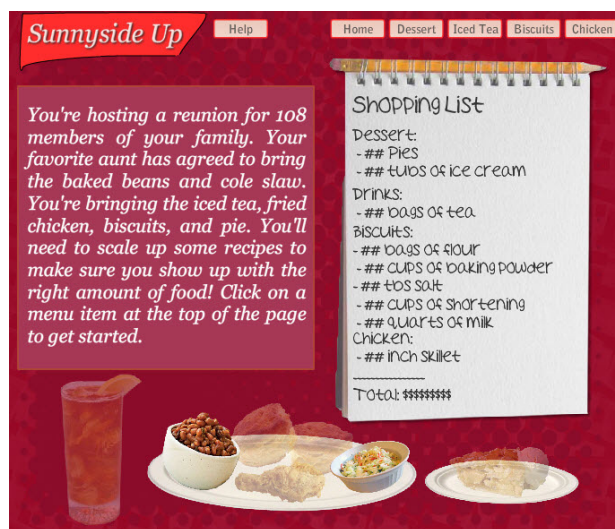 Sunnyside Up
Help
Home
Dessert
Iced Tea
Biscuits
Chicken
You're hosting a reunion for 108
members of your family. Your
favorite aunt has agreed to bring
the baked beans and cole slaw.
You're bringing the iced tea, fried
chicken, biscuits, and pie. You'll
need to scale up some recipes to
make sure you show up with the
right amount of food! Click on a
menu item at the top of the page
to get started.
Shopping List
Dessert:
- ## Pies
- ## tubs of ice cream
Drinks:
- ## bags of tea
Biscuits:
- ## bags of flour
- ## cups of baking powder
- ## tbs salt
- ## cups of shortening
- ## quarts of milk
Chicken:
- ## inch skillet
Total: $$$$$$$$$